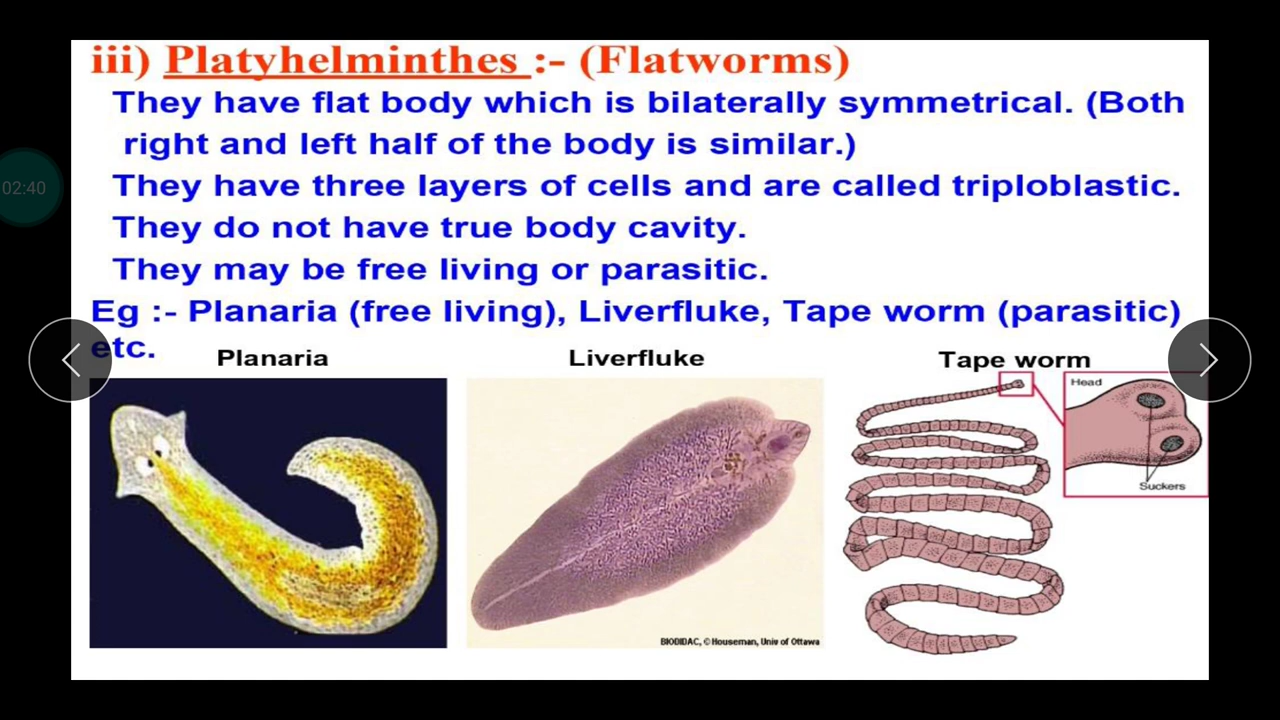 iii) Platyhelminthes :- (Flatworms)
They have flat body which is bilaterally symmetrical. (Both
right and left half of the body is similar.)
They have three layers of cells and are called triploblastic.
They do not have true body cavity.
They may be free living or parasitic.
Eg :- Planaria (free living), Liverfluke, Tape worm (parasitic)
etc.
Planaria
Liverfluke
Tape worm
Head
Suckers
BIODIDAC, © Houseman, Univ of Ottawa
02:40